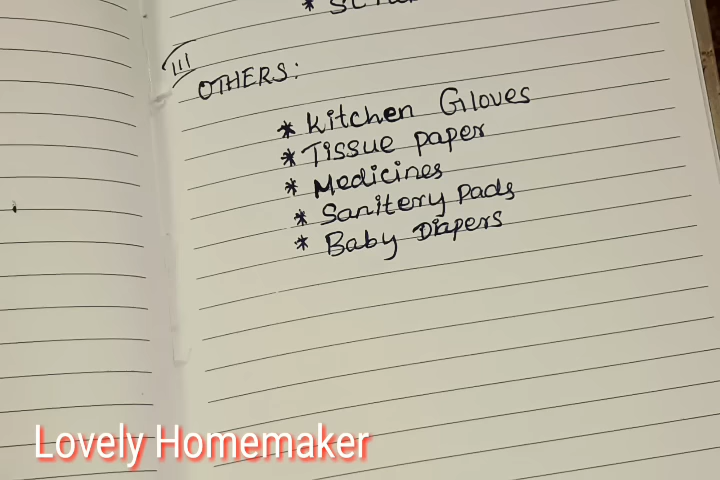 III
OTHERS:
* Kitchen Gloves
* Tissue paper
* Medicines
* Sanitery Pads
* Baby Diapers
Lovely Homemaker